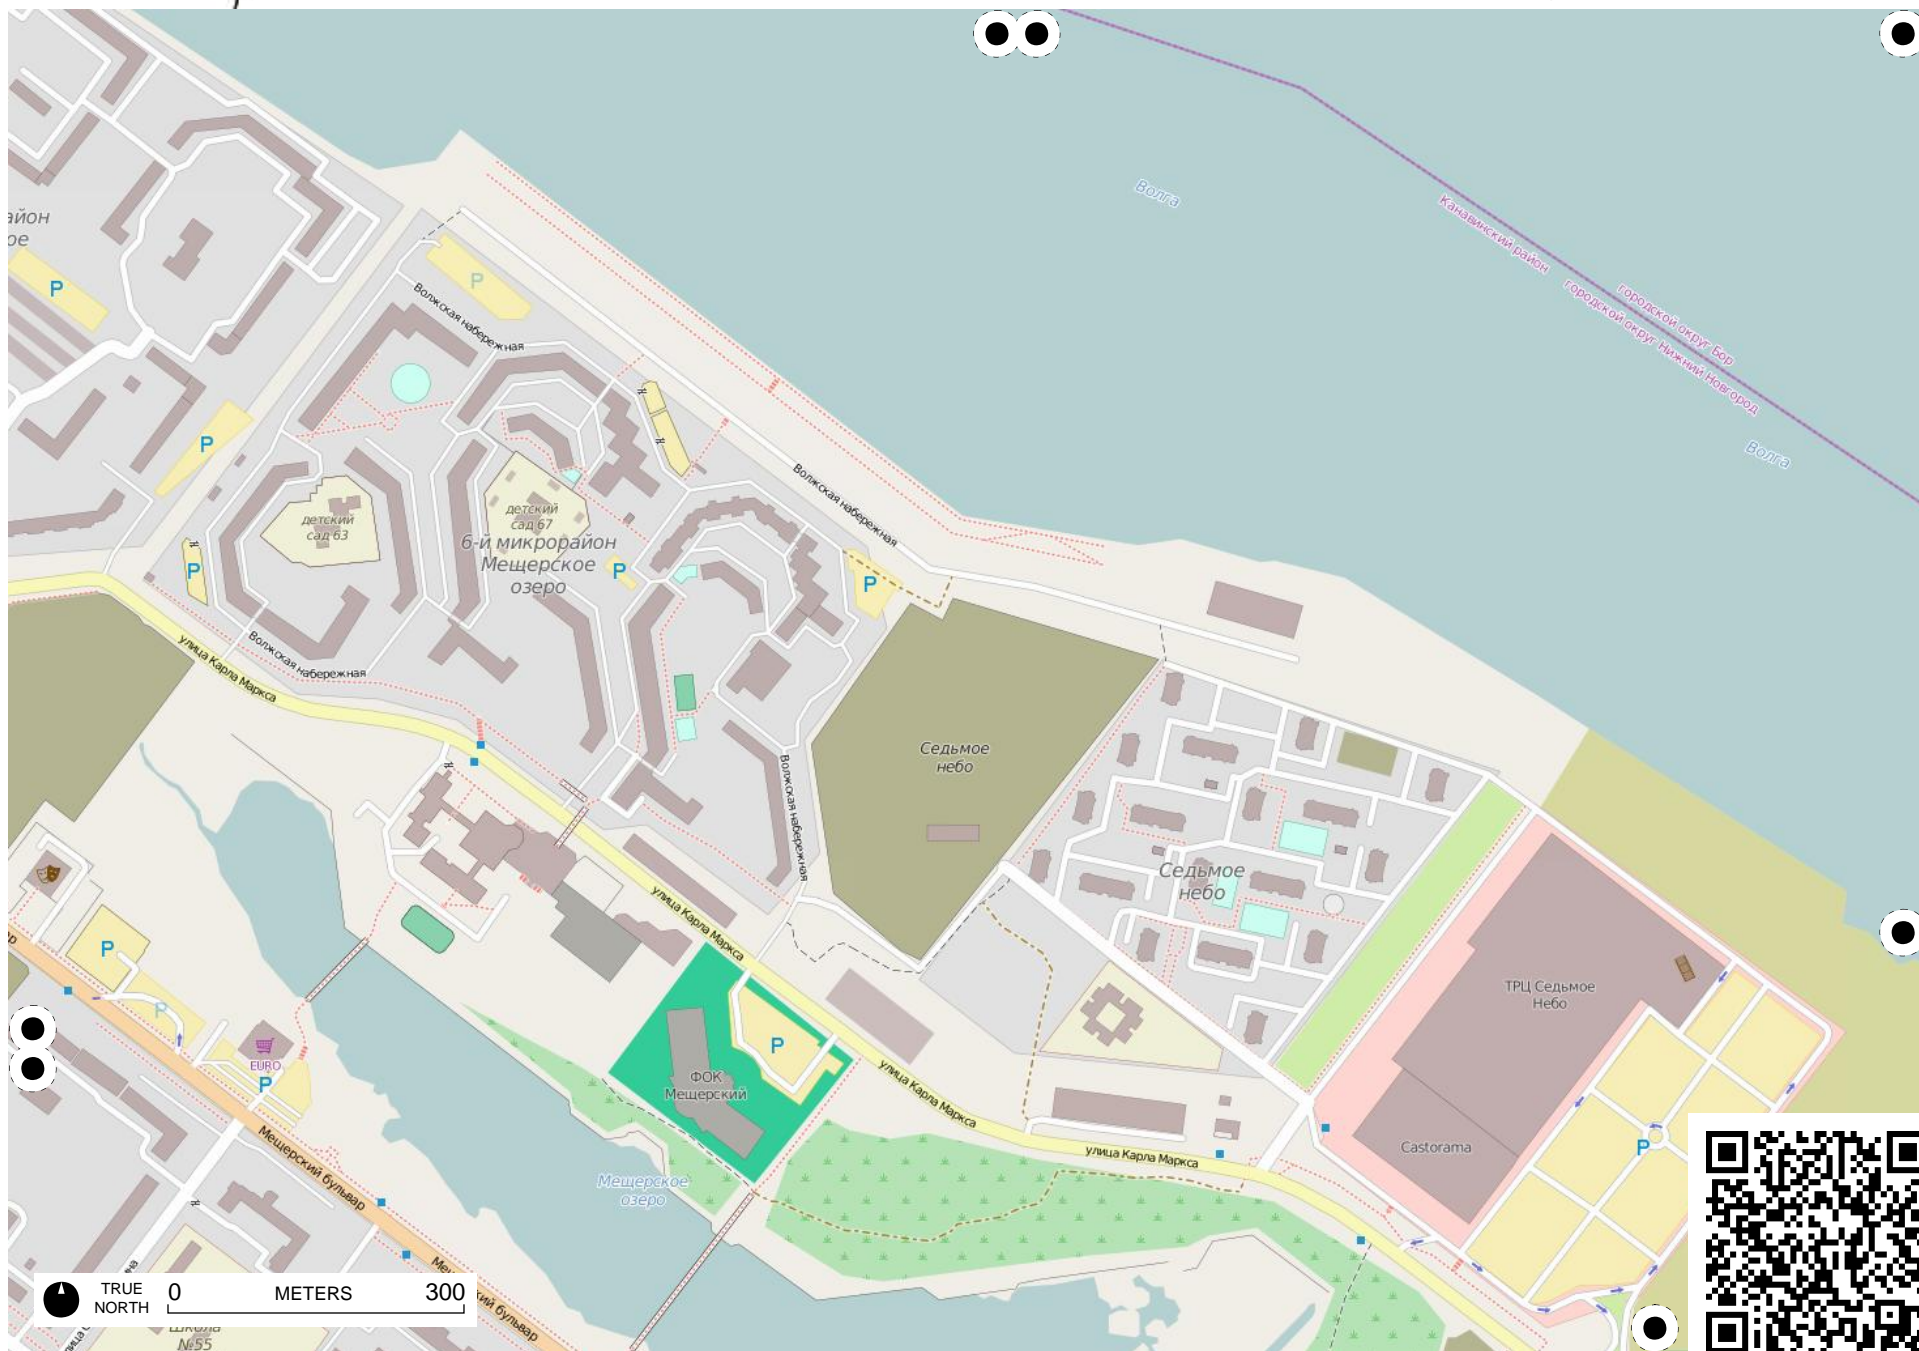 Волга
Канавинский район
городской округ Бор
городской округ Нижний Новгород
Волга
айон
ое
P
P
Волжская набережная
P
детский
сад 63
детский
сад 67
6-й микрорайон
Мещерское
озеро
P
P
P
Волжская набережная
Волжская набережная
улица Карла Маркса
Волжская набережная
Седьмое
небо
Седьмое
небо
улица Карла Маркса
ТРЦ Седьмое
Небо
P
P
EURO
P
P
ФОК
Мещерский
улица Карла Маркса
улица Карла Маркса
Castorama
P
Мещерский бульвар
Мещерское
озеро
TRUE
NORTH
0
METERS
300
Школа
№55